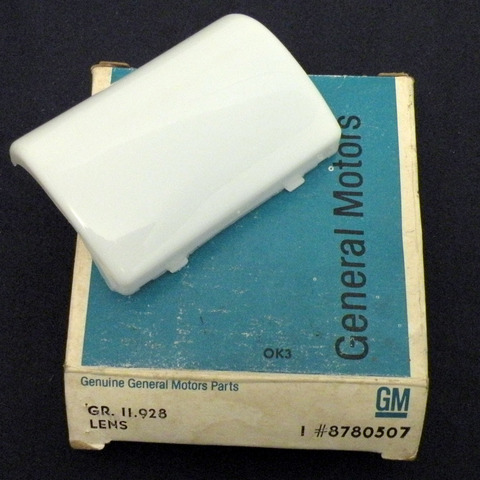 General Motors
OK3
Genuine General Motors Parts
GM
GR. 11.928
LENS
1 #8780507